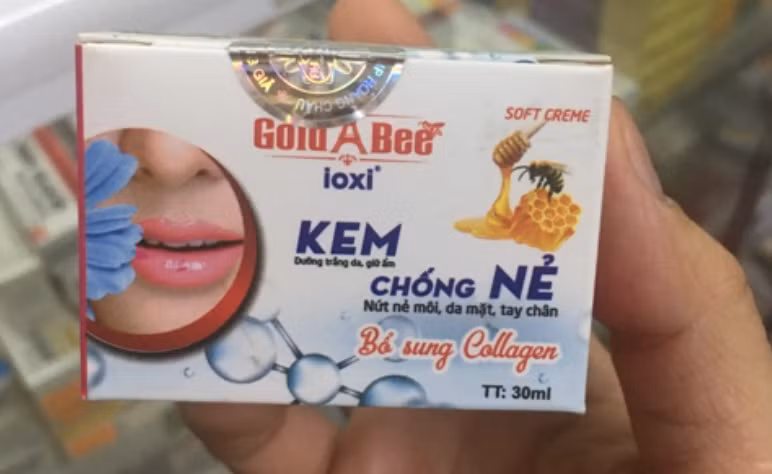 SOFT CREME
Gold A Bee
ioxi®
KEM
Dưỡng trắng da, giữ ẩm
CHỐNG NẺ
Nứt nẻ môi, da mặt, tay chân
Bổ sung Collagen
TT: 30ml